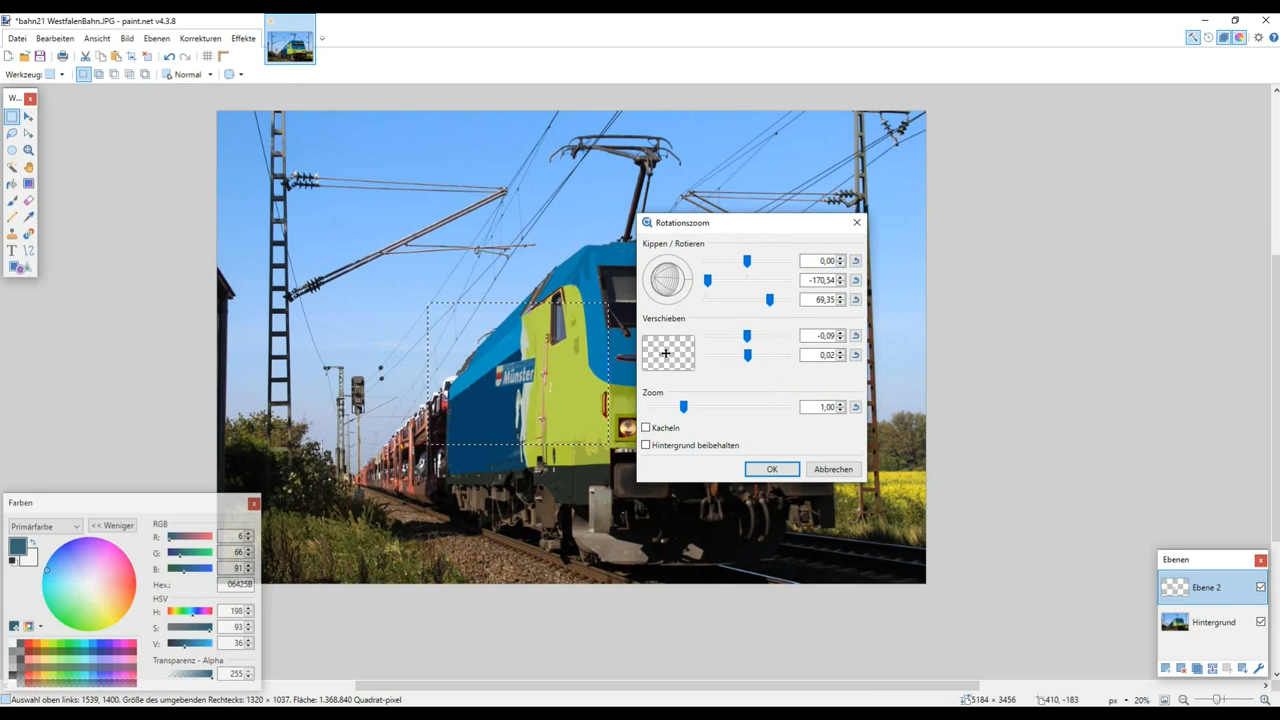 *bahn21 WestfalenBahn.JPG - paint.net v4.3.8
Datei Bearbeiten Ansicht Bild Ebenen Korrekturen Effekte
Werkzeug: Normal
W... x
Rotationszoom
Kippen / Rotieren
0,00
-170,54
69,35
Verschieben
-0,09
0,02
Zoom
1,00
Kacheln
Hintergrund beibehalten
OK Abbrechen
Münster
Farben
Primärfarbe << Weniger
RGB
R: 6
G: 66
B: 91
Hex: 06425B
HSV
H: 198
S: 93
V: 36
Transparenz - Alpha
255
Ebenen
Ebene 2
Hintergrund
Auswahl oben links: 1539, 1400. Größe des umgebenden Rechtecks: 1320 × 1037. Fläche: 1.368.840 Quadrat-pixel
5184 × 3456 410, -183 px 20%